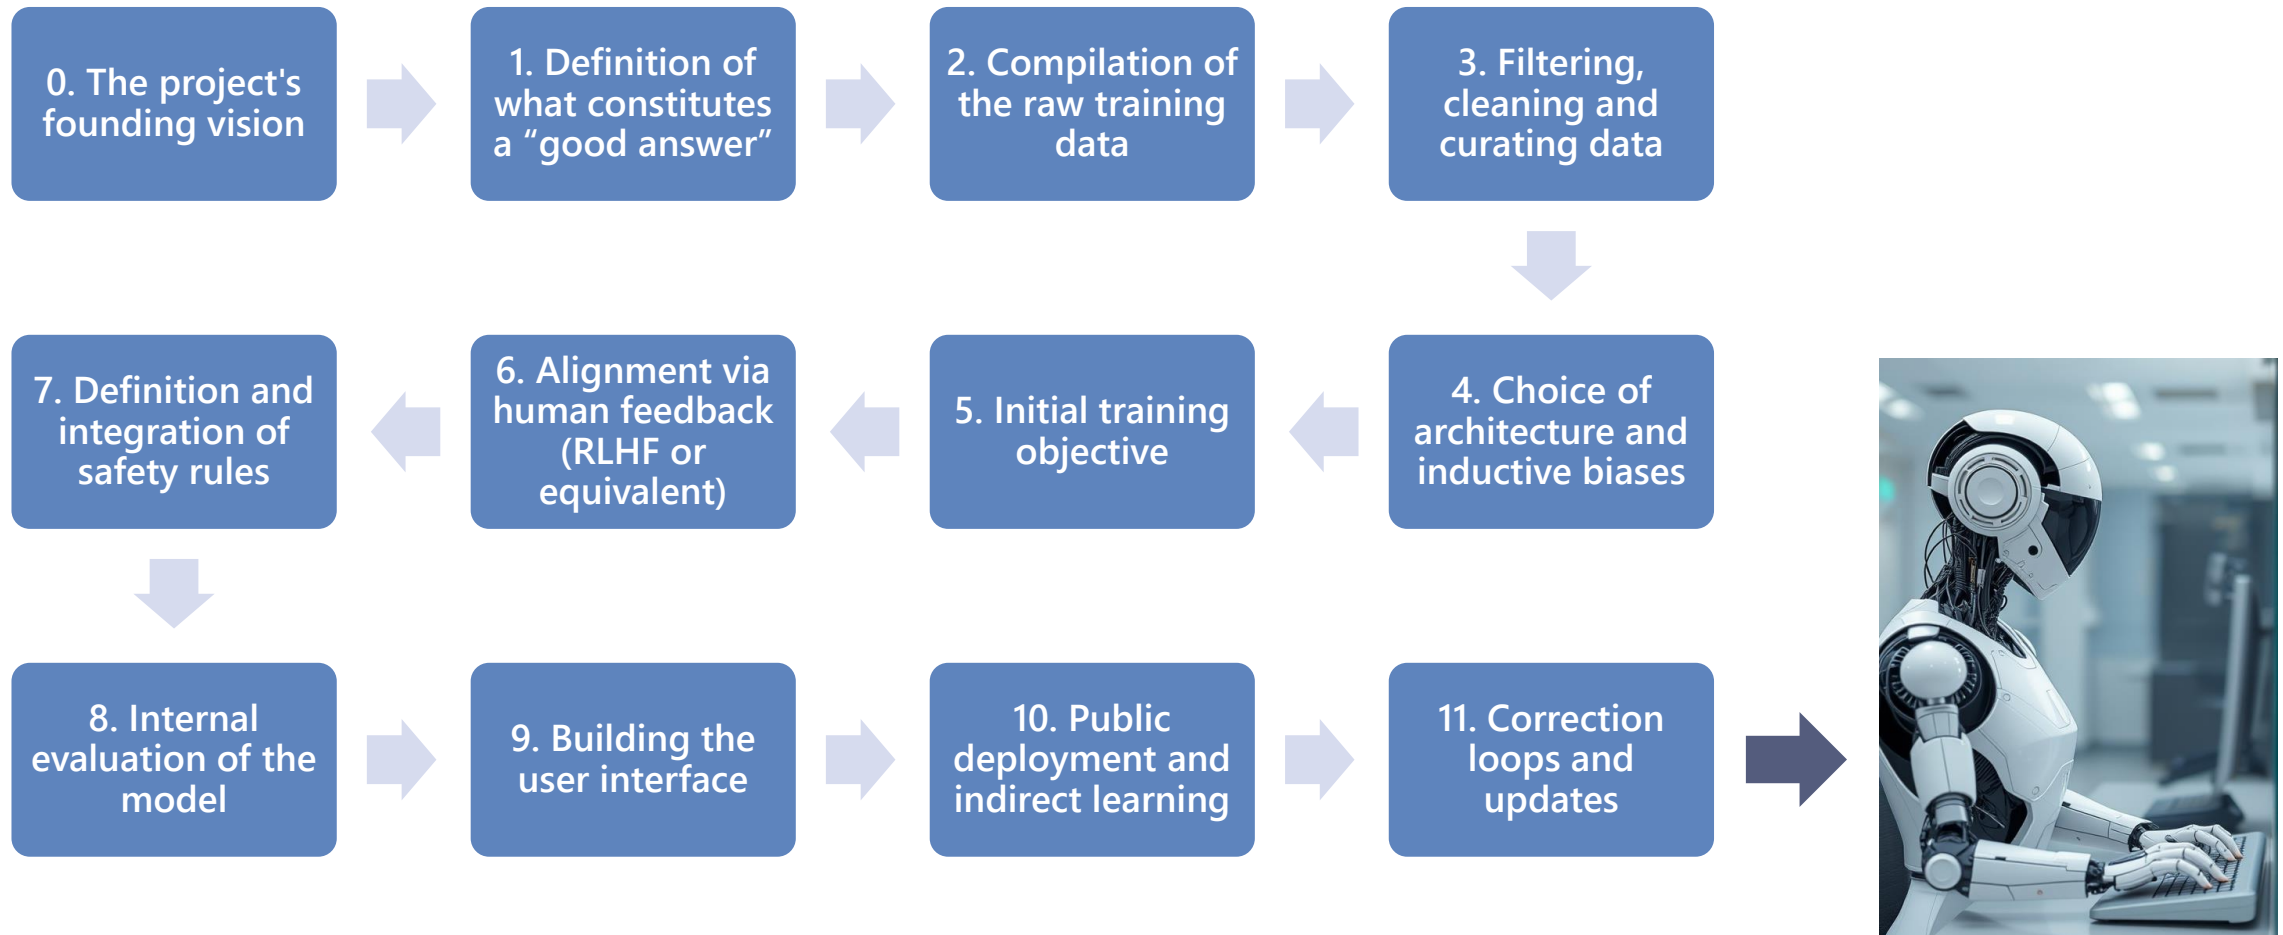 0. The project's
founding vision
1. Definition of
what constitutes
a “good answer”
2. Compilation of
the raw training
data
3. Filtering,
cleaning and
curating data
4. Choice of
architecture and
inductive biases
5. Initial training
objective
6. Alignment via
human feedback
(RLHF or
equivalent)
7. Definition and
integration of
safety rules
8. Internal
evaluation of the
model
9. Building the
user interface
10. Public
deployment and
indirect learning
11. Correction
loops and
updates